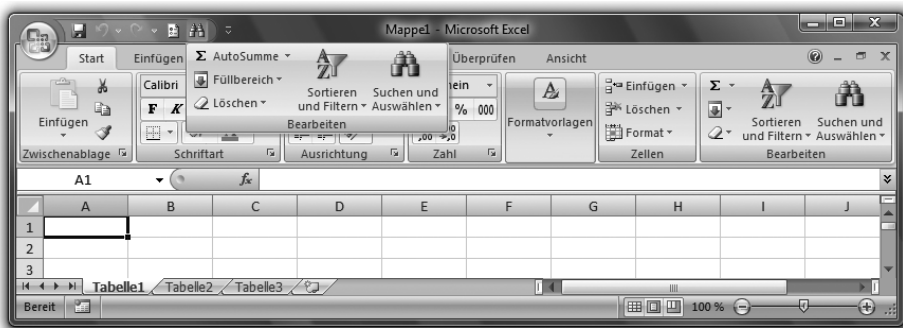 Mappe1 - Microsoft Excel
Start Einfügen Überprüfen Ansicht
Σ AutoSumme
Füllbereich
Löschen
Sortieren und Filtern
Suchen und Auswählen
Bearbeiten
Einfügen
Zwischenablage
Calibri
F K
Schriftart
Ausrichtung
% 000
Zahl
Formatvorlagen
Einfügen
Löschen
Format
Zellen
Σ
Sortieren und Filtern
Suchen und Auswählen
Bearbeiten
A1 fx
A B C D E F G H I J
1
2
3
Tabelle1 Tabelle2 Tabelle3
Bereit 100 %